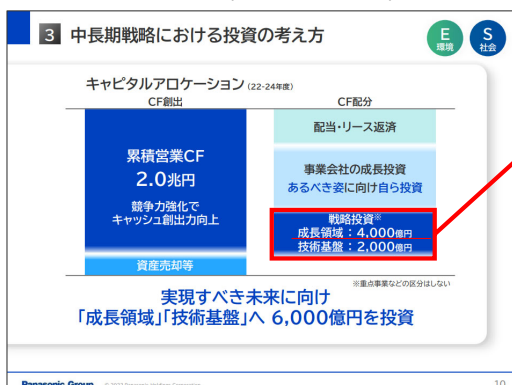 3 中長期戦略における投資の考え方
E
環境
S
社会
キャピタルアロケーション(22-24年度)
CF創出
CF配分
累積営業CF
2.0兆円
競争力強化で
キャッシュ創出力向上
資産売却等
配当・リース返済
事業会社の成長投資
あるべき姿に向け自ら投資
戦略投資※
成長領域：4,000億円
技術基盤：2,000億円
※重点事業などの区分はしない
実現すべき未来に向け
「成長領域」「技術基盤」へ 6,000億円を投資
Panasonic Group
10